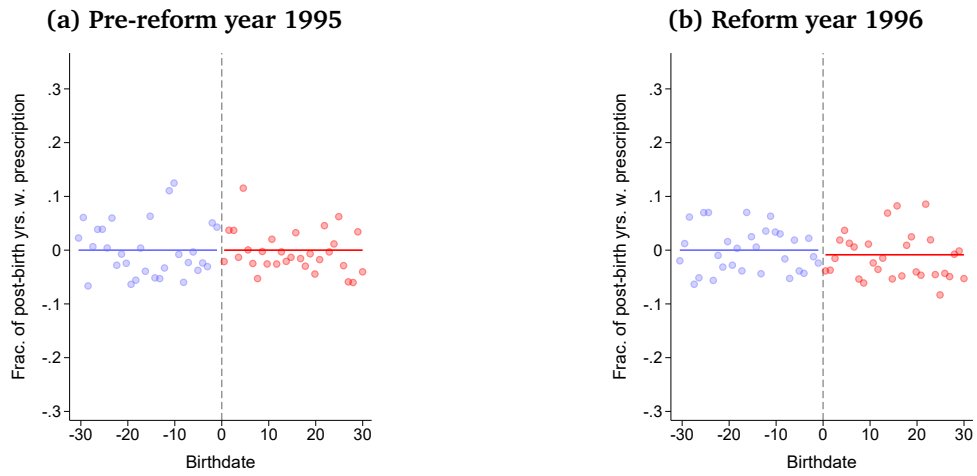 (a) Pre-reform year 1995
Frac. of post-birth yrs. w. prescription
.3
.2
.1
0
-.1
-.2
-.3
-30 -20 -10 0 10 20 30
Birthdate
(b) Reform year 1996
Frac. of post-birth yrs. w. prescription
.3
.2
.1
0
-.1
-.2
-.3
-30 -20 -10 0 10 20 30
Birthdate